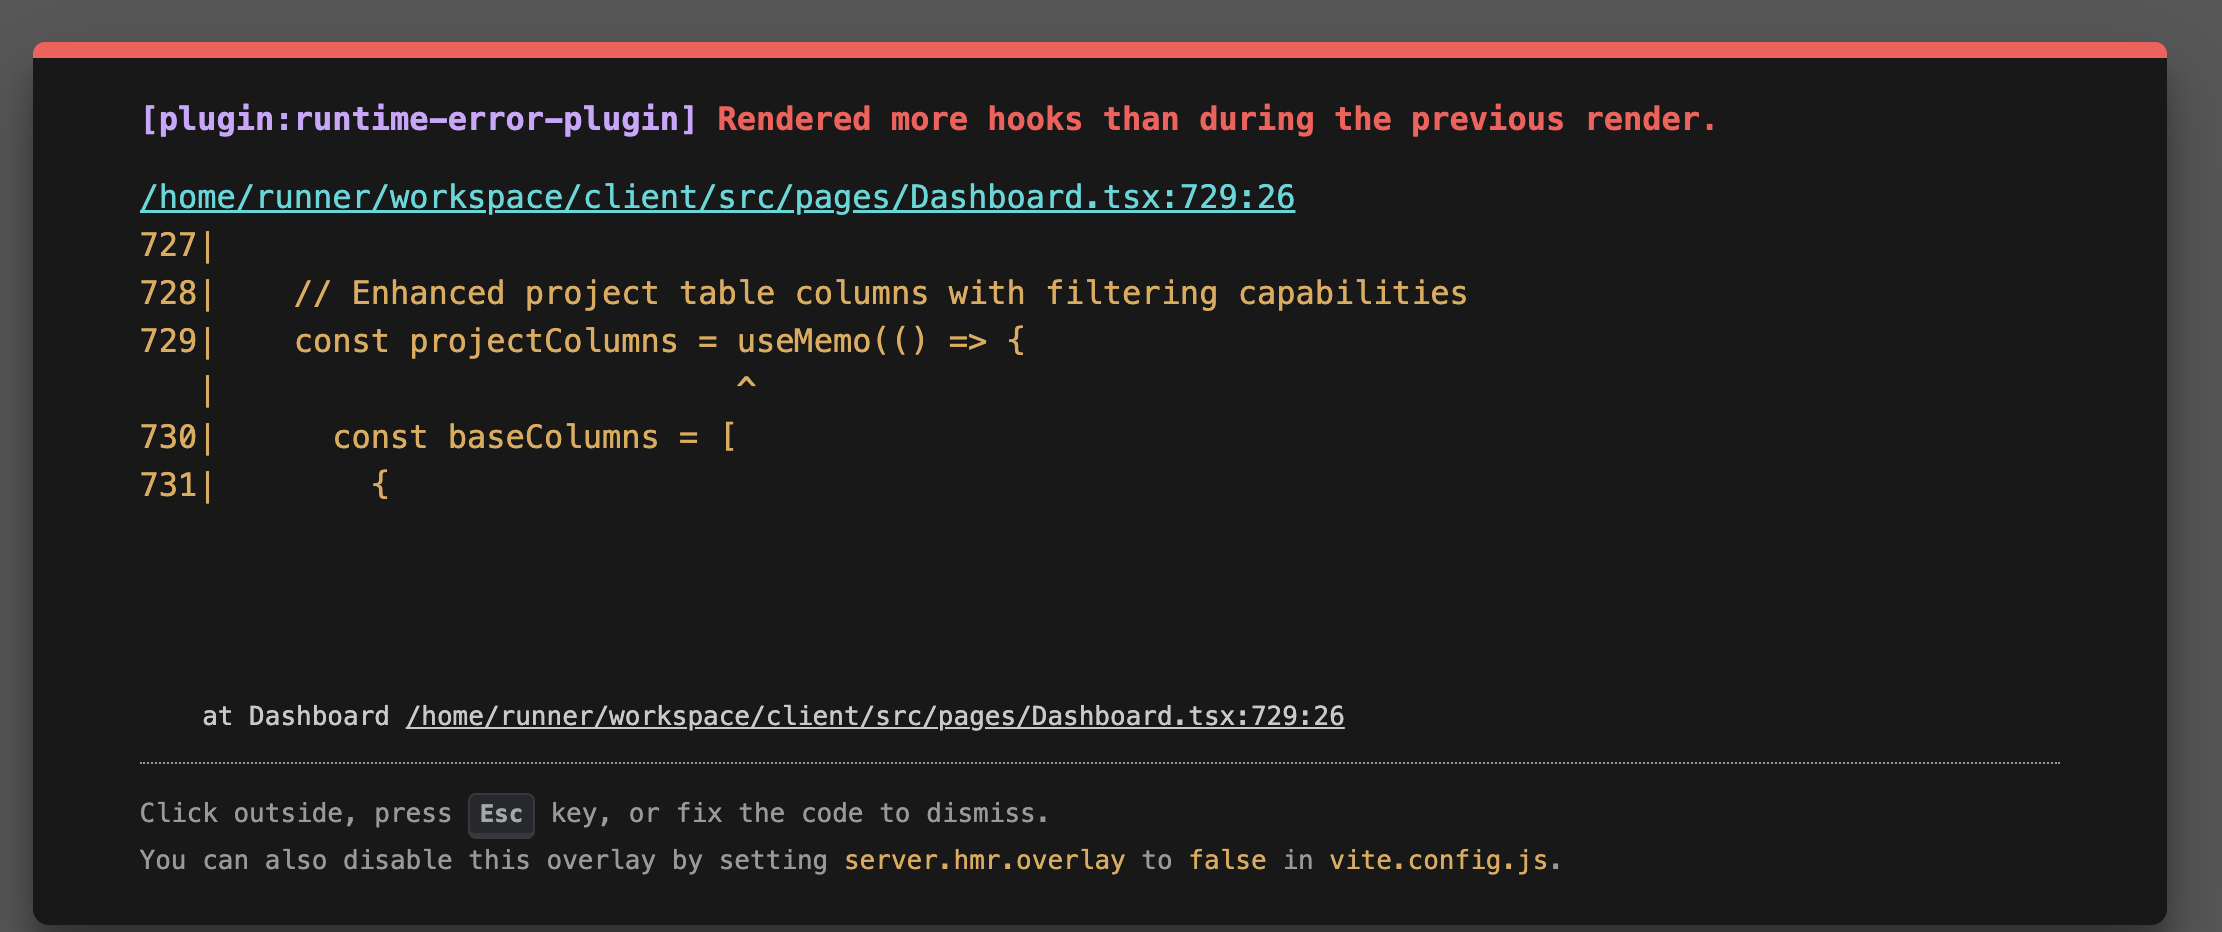 [plugin:runtime-error-plugin] Rendered more hooks than during the previous render.
/home/runner/workspace/client/src/pages/Dashboard.tsx:729:26
727|
728|    // Enhanced project table columns with filtering capabilities
729|    const projectColumns = useMemo(() => {
   |                           ^
730|      const baseColumns = [
731|        {
at Dashboard /home/runner/workspace/client/src/pages/Dashboard.tsx:729:26
Click outside, press Esc key, or fix the code to dismiss.
You can also disable this overlay by setting server.hmr.overlay to false in vite.config.js.